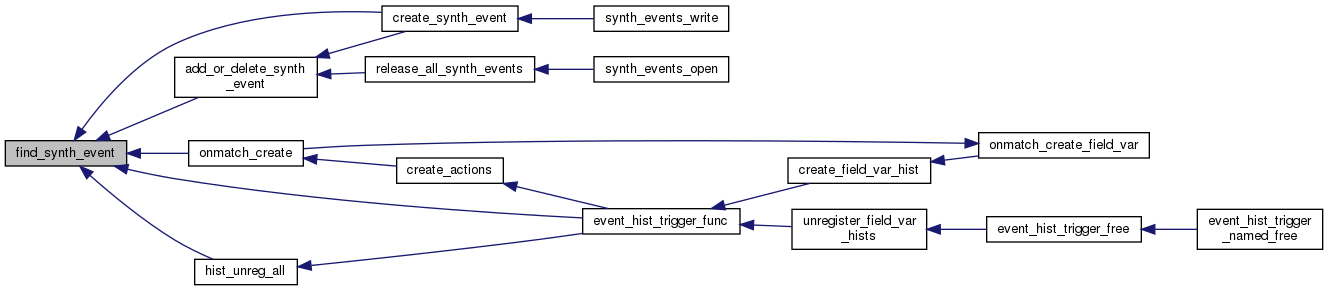 create_synth_event
synth_events_write
add_or_delete_synth
_event
release_all_synth_events
synth_events_open
find_synth_event
onmatch_create
onmatch_create_field_var
create_actions
create_field_var_hist
event_hist_trigger_func
unregister_field_var
_hists
event_hist_trigger_free
event_hist_trigger
_named_free
hist_unreg_all